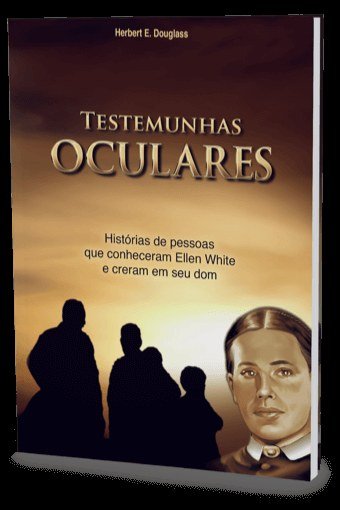 Herbert E. Douglass
TESTEMUNHAS
OCULARES
Histórias de pessoas
que conheceram Ellen White
e creram em seu dom